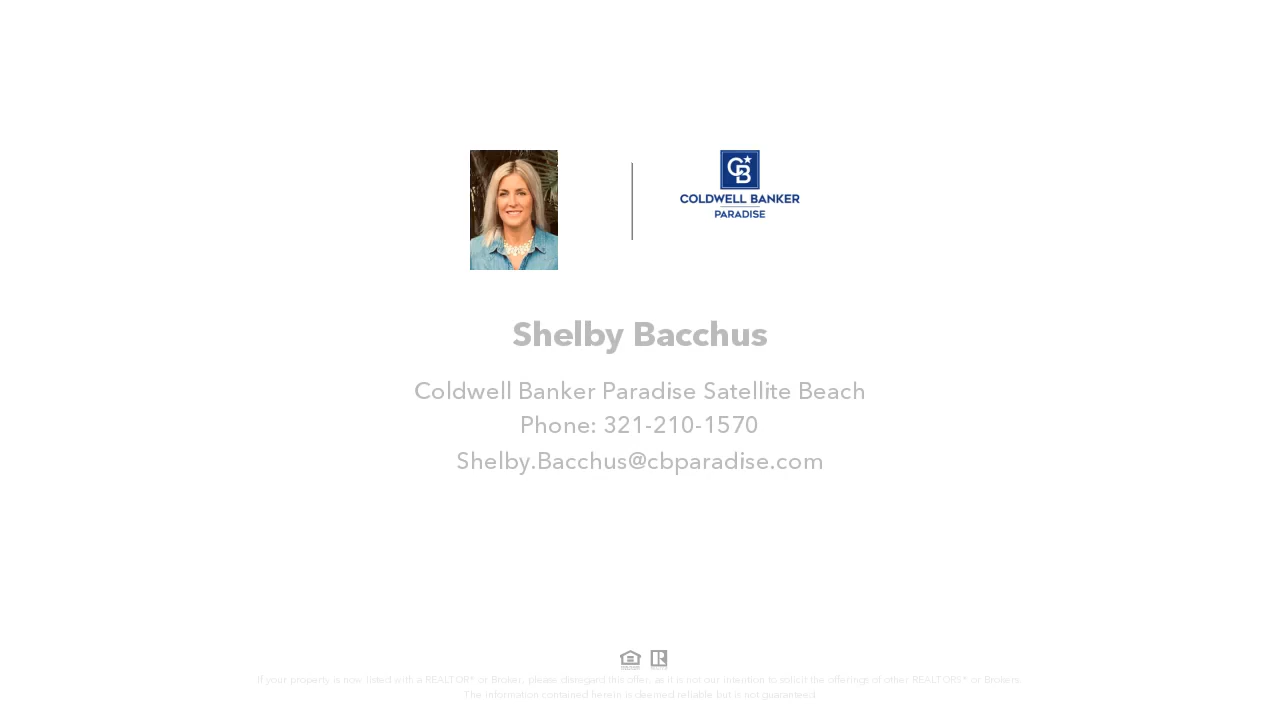 CB
COLDWELL BANKER
PARADISE
Shelby Bacchus
Coldwell Banker Paradise Satellite Beach
Phone: 321-210-1570
Shelby.Bacchus@cbparadise.com
If your property is now listed with a REALTOR® or Broker, please disregard this offer, as it is not our intention to solicit the offerings of other REALTORS® or Brokers.
The information contained herein is deemed reliable but is not guaranteed.